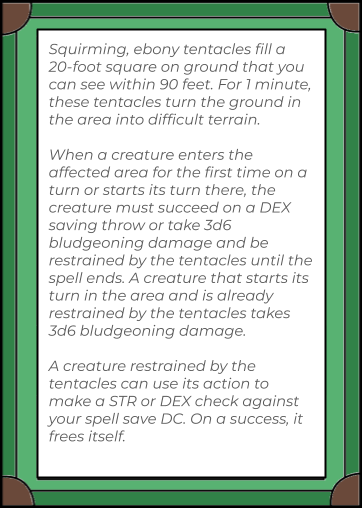 Squirming, ebony tentacles fill a
20-foot square on ground that you
can see within 90 feet. For 1 minute,
these tentacles turn the ground in
the area into difficult terrain.

When a creature enters the
affected area for the first time on a
turn or starts its turn there, the
creature must succeed on a DEX
saving throw or take 3d6
bludgeoning damage and be
restrained by the tentacles until the
spell ends. A creature that starts its
turn in the area and is already
restrained by the tentacles takes
3d6 bludgeoning damage.

A creature restrained by the
tentacles can use its action to
make a STR or DEX check against
your spell save DC. On a success, it
frees itself.